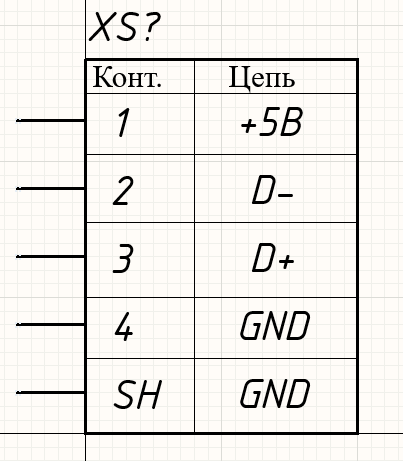 XS?
Конт. Цепь
1 +5В
2 D-
3 D+
4 GND
SH GND